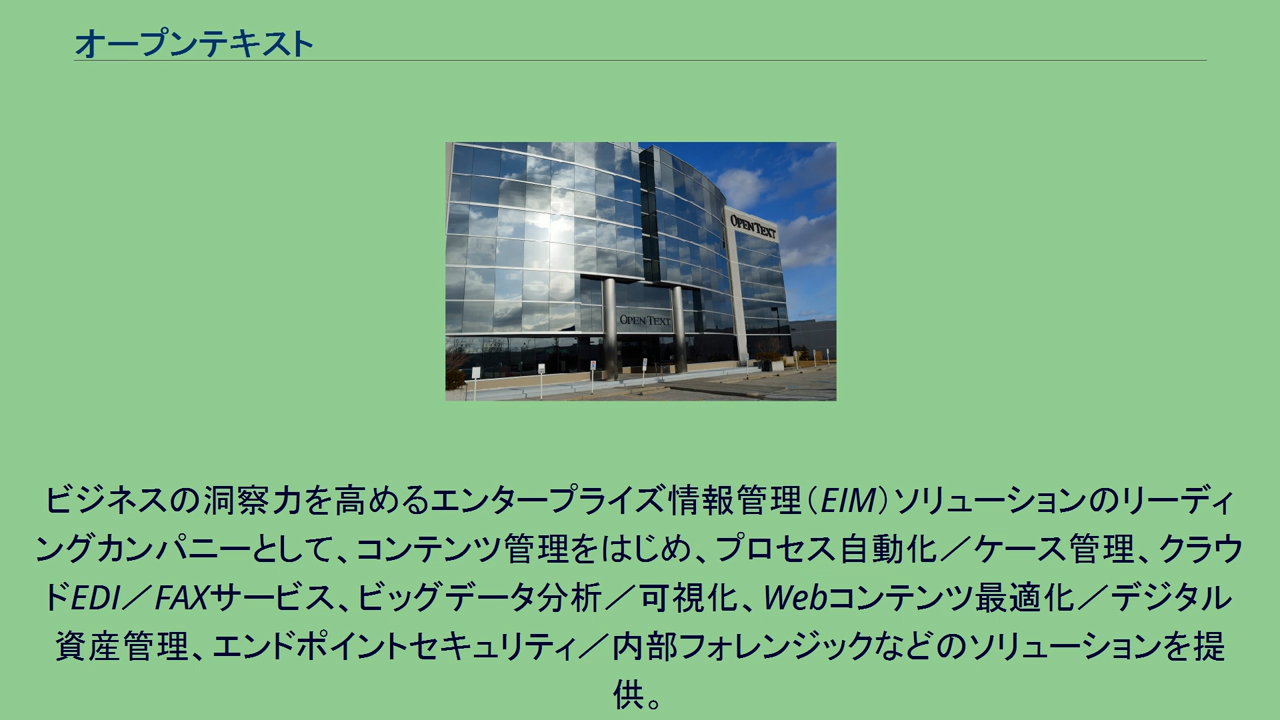 オープンテキスト
OPEN TEXT
OPEN TEXT
ビジネスの洞察力を高めるエンタープライズ情報管理（EIM）ソリューションのリーディ
ングカンパニーとして、コンテンツ管理をはじめ、プロセス自動化／ケース管理、クラウ
ドEDI／FAXサービス、ビッグデータ分析／可視化、Webコンテンツ最適化／デジタル
資産管理、エンドポイントセキュリティ／内部フォレンジックなどのソリューションを提
供。